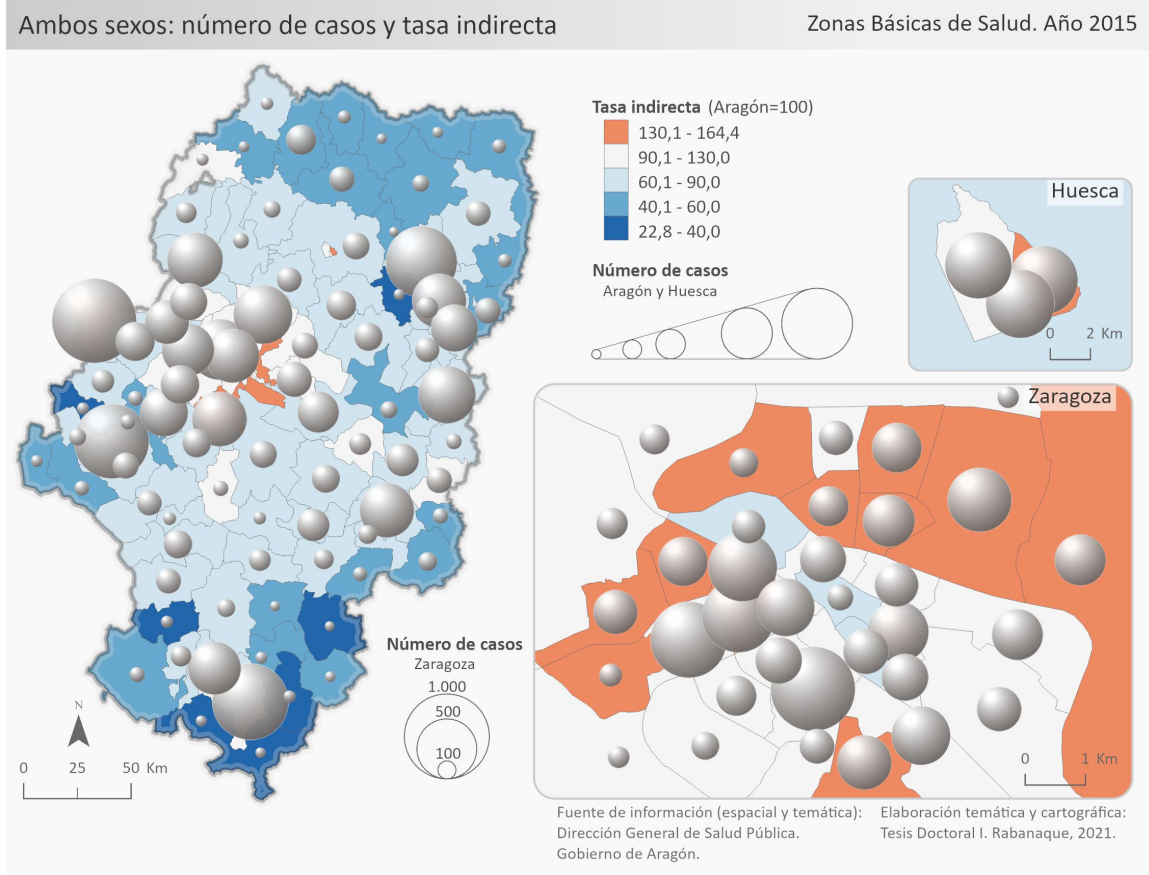 Ambos sexos: número de casos y tasa indirecta
Zonas Básicas de Salud. Año 2015
Tasa indirecta (Aragón=100)
130,1 - 164,4
90,1 - 130,0
60,1 - 90,0
40,1 - 60,0
22,8 - 40,0
Número de casos
Aragón y Huesca
Huesca
0 2 Km
Zaragoza
0 1 Km
Número de casos
Zaragoza
1.000
500
100
N
0 25 50 Km
Fuente de información (espacial y temática):
Dirección General de Salud Pública.
Gobierno de Aragón.
Elaboración temática y cartográfica:
Tesis Doctoral I. Rabanaque, 2021.